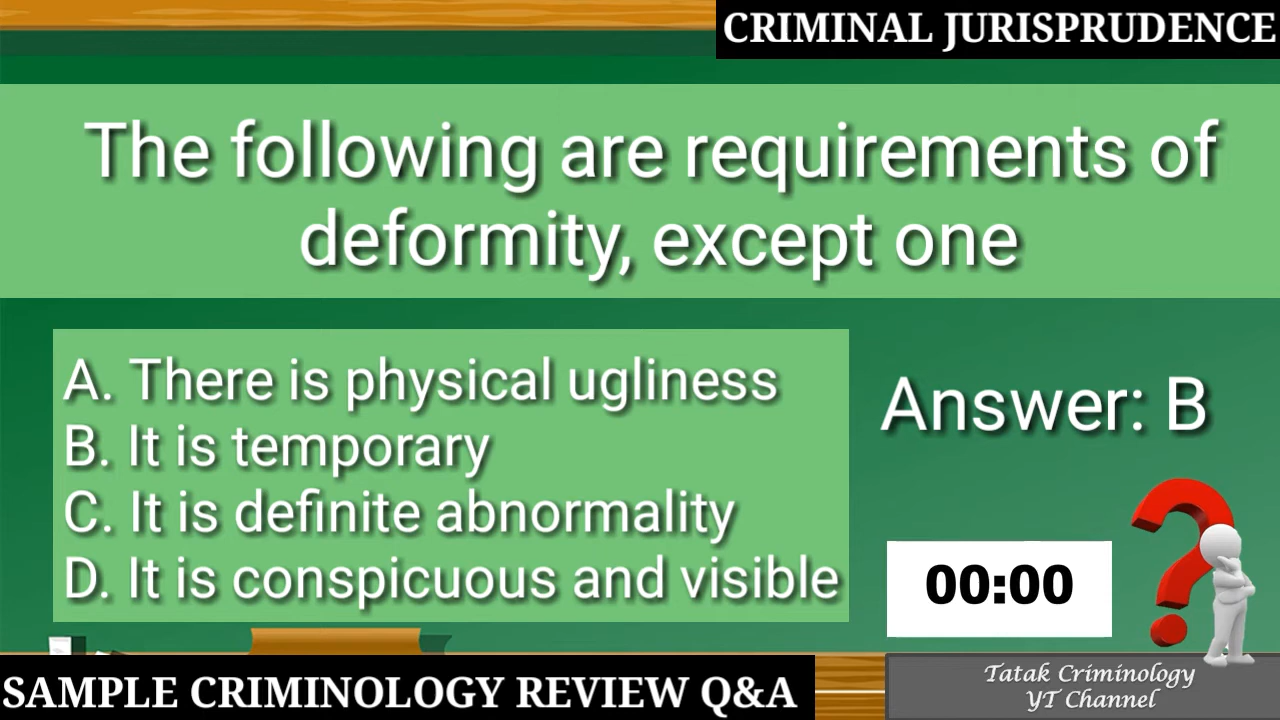 CRIMINAL JURISPRUDENCE
The following are requirements of
deformity, except one
A. There is physical ugliness
B. It is temporary
C. It is definite abnormality
D. It is conspicuous and visible
Answer: B
00:00
SAMPLE CRIMINOLOGY REVIEW Q&A
Tatak Criminology
YT Channel